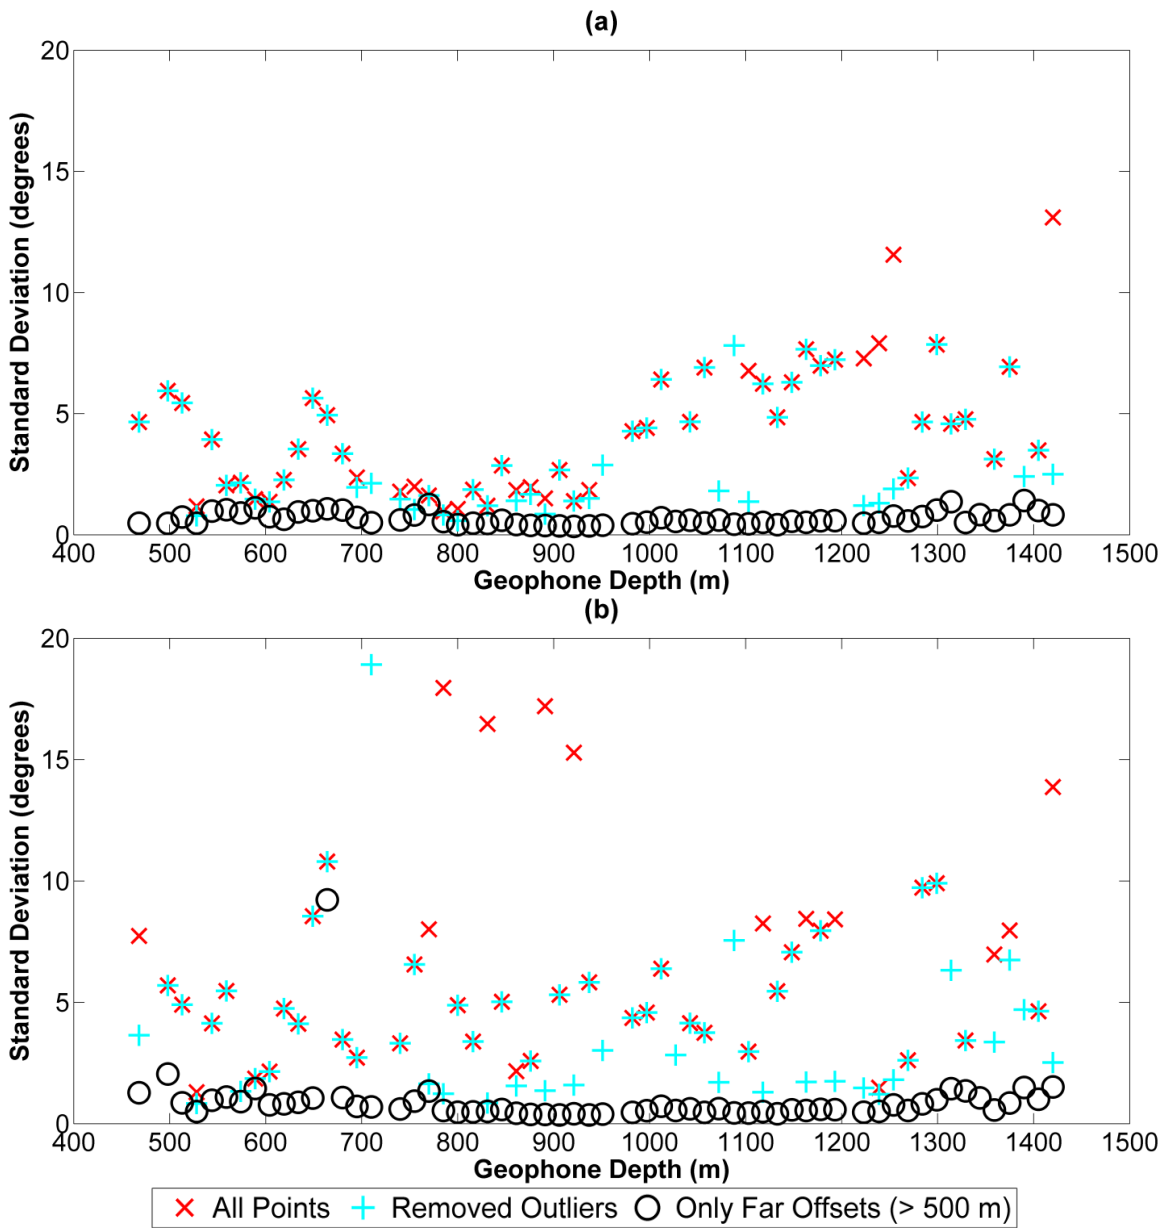 (a)
20
15
10
5
0
Standard Deviation (degrees)
400 500 600 700 800 900 1000 1100 1200 1300 1400 1500
Geophone Depth (m)
(b)
20
15
10
5
0
Standard Deviation (degrees)
400 500 600 700 800 900 1000 1100 1200 1300 1400 1500
Geophone Depth (m)
All Points Removed Outliers Only Far Offsets (> 500 m)